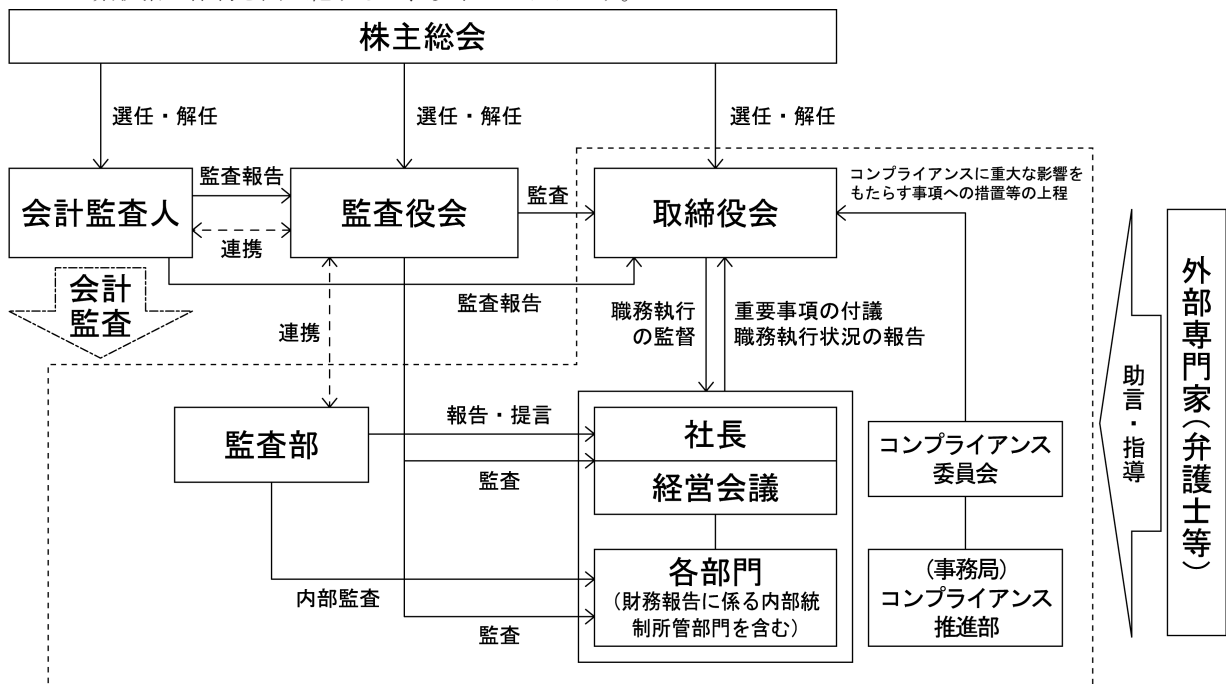 株主総会
選任・解任
選任・解任
選任・解任
会計監査人
監査報告
連携
監査役会
監査
取締役会
コンプライアンスに重大な影響を
もたらす事項への措置等の上程
会計
監査
監査報告
連携
職務執行
の監督
重要事項の付議
職務執行状況の報告
監査部
報告・提言
監査
社長
経営会議
コンプライアンス
委員会
内部監査
監査
各部門
(財務報告に係る内部統
制所管部門を含む)
(事務局)
コンプライアンス
推進部
助言・指導
外部専門家(弁護士等)